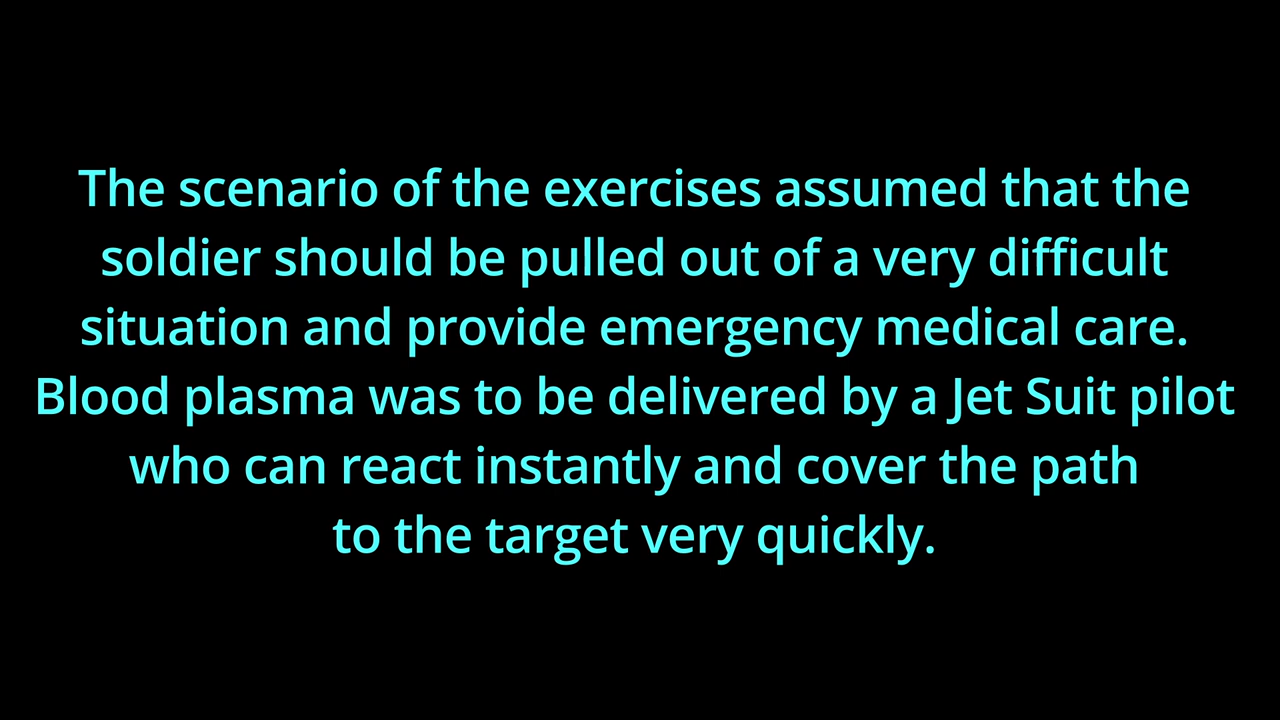 The scenario of the exercises assumed that the
soldier should be pulled out of a very difficult
situation and provide emergency medical care.
Blood plasma was to be delivered by a Jet Suit pilot
who can react instantly and cover the path
to the target very quickly.